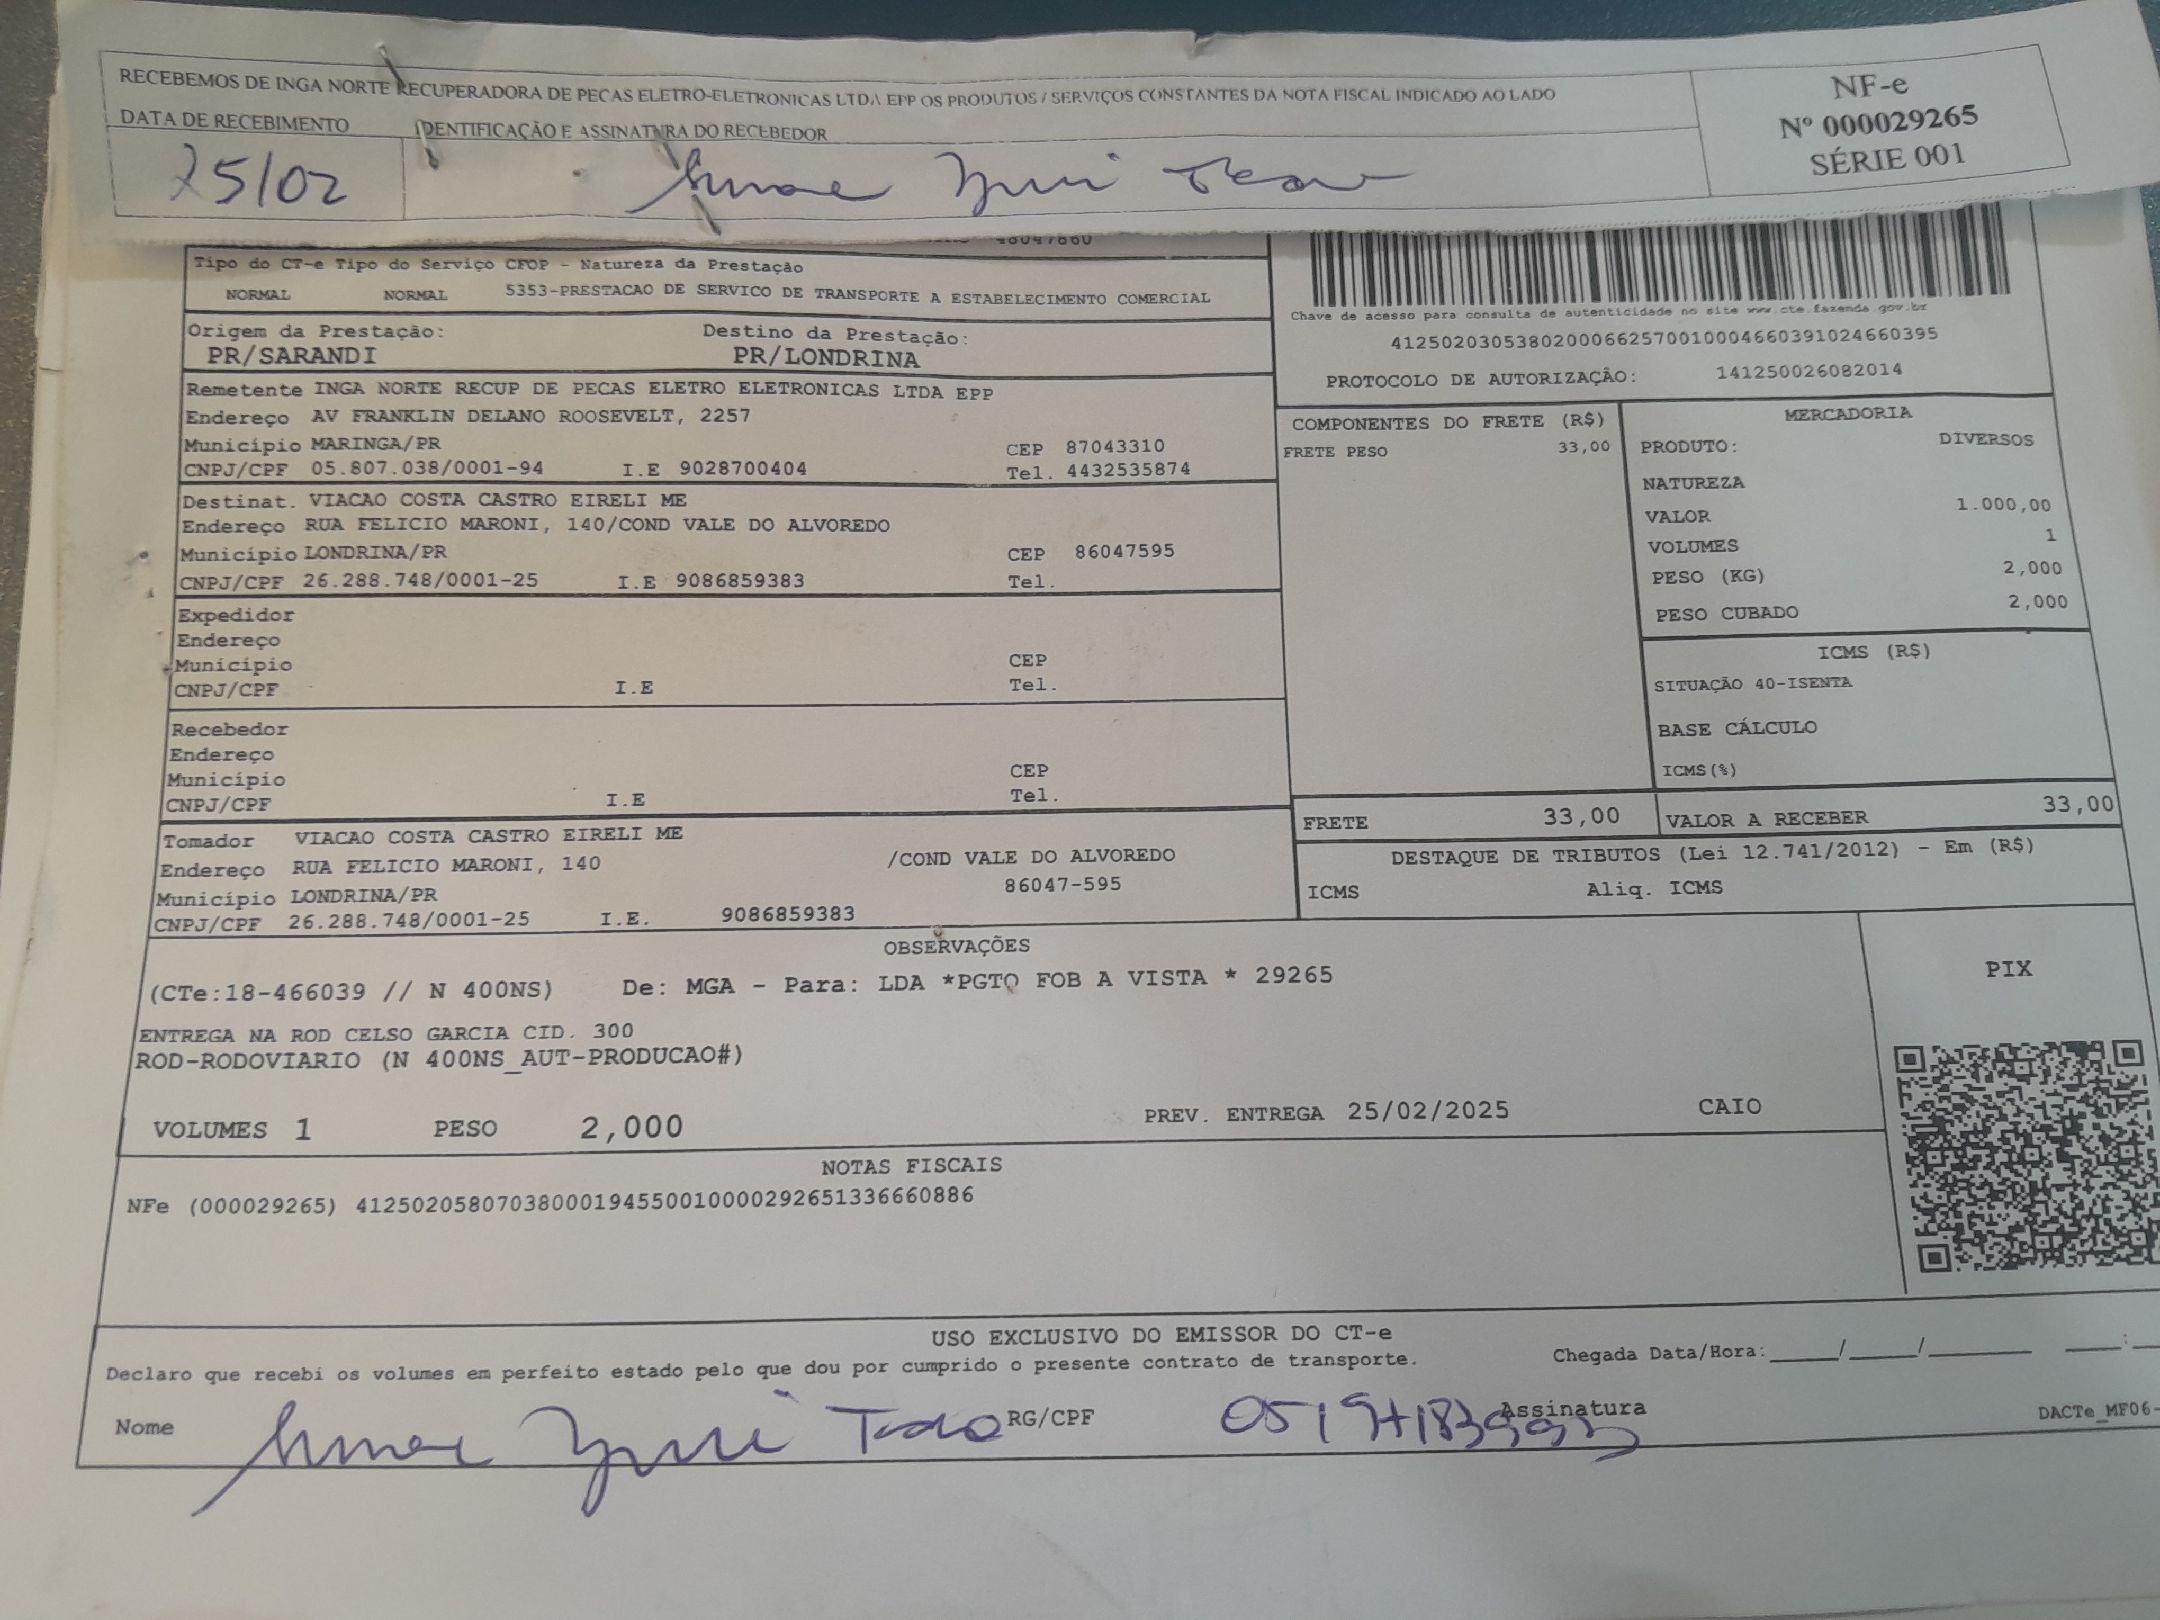 RECEBEMOS DE INGA NORTE RECUPERADORA DE PECAS ELETRO-ELETRONICAS LTDA EPP OS PRODUTOS / SERVIÇOS CONSTANTES DA NOTA FISCAL INDICADO AO LADO
DATA DE RECEBIMENTO IDENTIFICAÇÃO E ASSINATURA DO RECEBEDOR
25/02
NF-e
Nº 000029265
SÉRIE 001
Tipo do CT-e Tipo do Serviço CFOP - Natureza da Prestação
NORMAL NORMAL 5353-PRESTACAO DE SERVICO DE TRANSPORTE A ESTABELECIMENTO COMERCIAL
Origem da Prestação: Destino da Prestação:
PR/SARANDI PR/LONDRINA
Chave de acesso para consulta de autenticidade no site www.cte.fazenda.gov.br
41250203053802000662570010004660391024660395
PROTOCOLO DE AUTORIZAÇÃO: 141250026082014
Remetente INGA NORTE RECUP DE PECAS ELETRO ELETRONICAS LTDA EPP
Endereço AV FRANKLIN DELANO ROOSEVELT, 2257
Município MARINGA/PR CEP 87043310
CNPJ/CPF 05.807.038/0001-94 I.E 9028700404 Tel. 4432535874
Destinat. VIACAO COSTA CASTRO EIRELI ME
Endereço RUA FELICIO MARONI, 140/COND VALE DO ALVOREDO
Município LONDRINA/PR CEP 86047595
CNPJ/CPF 26.288.748/0001-25 I.E 9086859383 Tel.
Expedidor
Endereço
Município CEP
CNPJ/CPF I.E Tel.
Recebedor
Endereço
Município CEP
CNPJ/CPF I.E Tel.
Tomador VIACAO COSTA CASTRO EIRELI ME
Endereço RUA FELICIO MARONI, 140 /COND VALE DO ALVOREDO
Município LONDRINA/PR 86047-595
CNPJ/CPF 26.288.748/0001-25 I.E. 9086859383
COMPONENTES DO FRETE (R$)
FRETE PESO 33,00
MERCADORIA
PRODUTO: DIVERSOS
NATUREZA
VALOR 1.000,00
VOLUMES 1
PESO (KG) 2,000
PESO CUBADO 2,000
ICMS (R$)
SITUAÇÃO 40-ISENTA
BASE CÁLCULO
ICMS(%)
FRETE 33,00 VALOR A RECEBER 33,00
DESTAQUE DE TRIBUTOS (Lei 12.741/2012) - Em (R$)
ICMS Aliq. ICMS
OBSERVAÇÕES
(CTe:18-466039 // N 400NS) De: MGA - Para: LDA *PGTO FOB A VISTA * 29265
ENTREGA NA ROD CELSO GARCIA CID. 300
ROD-RODOVIARIO (N 400NS_AUT-PRODUCAO#)
VOLUMES 1 PESO 2,000 PREV. ENTREGA 25/02/2025 CAIO
PIX
NOTAS FISCAIS
NFe (000029265) 41250205807038000194550010000292651336660886
USO EXCLUSIVO DO EMISSOR DO CT-e
Declaro que recebi os volumes em perfeito estado pelo que dou por cumprido o presente contrato de transporte. Chegada Data/Hora:____/____/______ ___:
Nome RG/CPF Assinatura
DACTe_MF06-